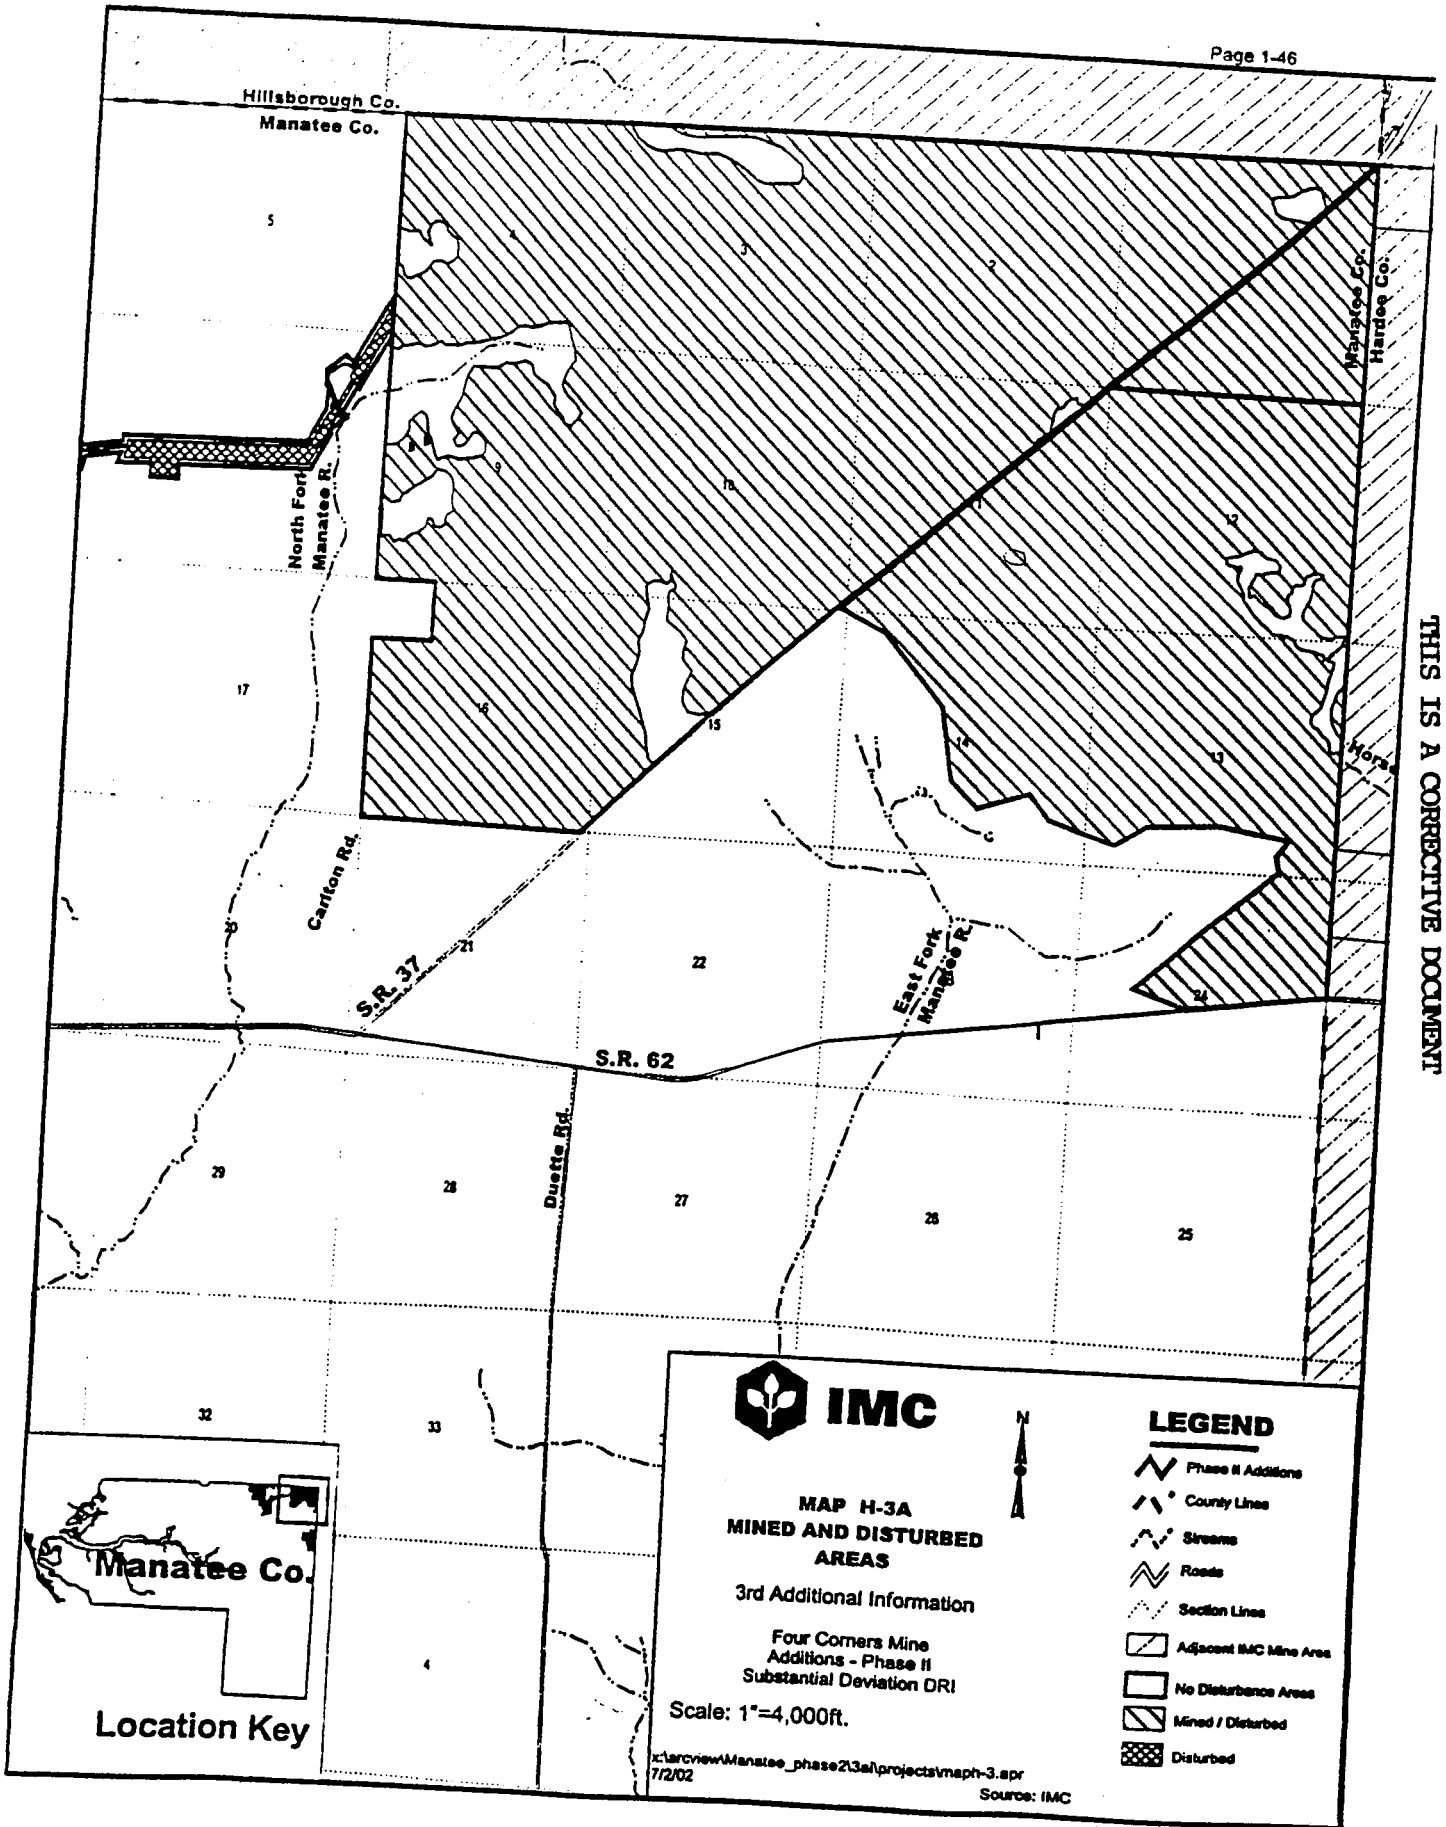 Page 1-46
Hillsborough Co.
Manatee Co.
5
4
3
2
Manatee Co.
Hardee Co.
9
10
11
12
North Fork
Manatee R.
17
16
15
14
13
Horse
Carlton Rd.
20
21
22
24
S.R. 37
East Fork
Manatee R.
S.R. 62
Duette Rd.
29
28
27
26
25
32
33
4
THIS IS A CORRECTIVE DOCUMENT
IMC
N
MAP H-3A
MINED AND DISTURBED
AREAS
3rd Additional Information
Four Corners Mine
Additions - Phase II
Substantial Deviation DRI
Scale: 1"=4,000ft.
x:\arcview\Manatee_phase2\3ai\projects\maph-3.apr
7/2/02
Source: IMC
LEGEND
Phase II Additions
County Lines
Streams
Roads
Section Lines
Adjacent IMC Mine Area
No Disturbance Areas
Mined / Disturbed
Disturbed
Manatee Co.
Location Key